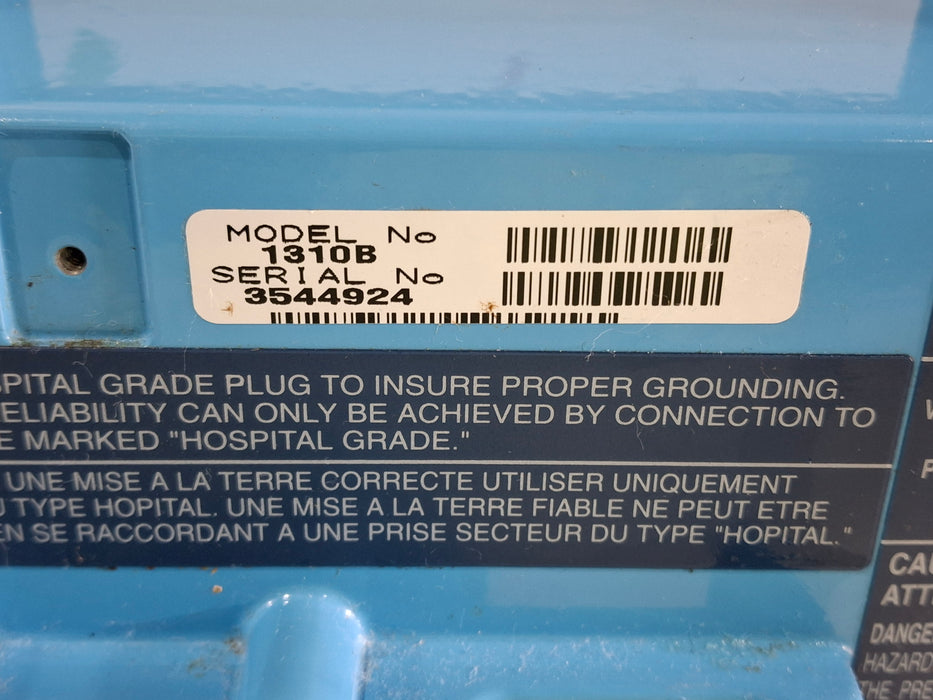 MODEL No
1310B
SERIAL No
3544924
SPITAL GRADE PLUG TO INSURE PROPER GROUNDING.
ELIABILITY CAN ONLY BE ACHIEVED BY CONNECTION TO
E MARKED "HOSPITAL GRADE."
UNE MISE A LA TERRE CORRECTE UTILISER UNIQUEMENT
U TYPE HOPITAL. UNE MISE A LA TERRE FIABLE NE PEUT ETRE
EN SE RACCORDANT A UNE PRISE SECTEUR DU TYPE "HOPITAL."
CAU
ATT
DANGE
HAZARD
THE PRE